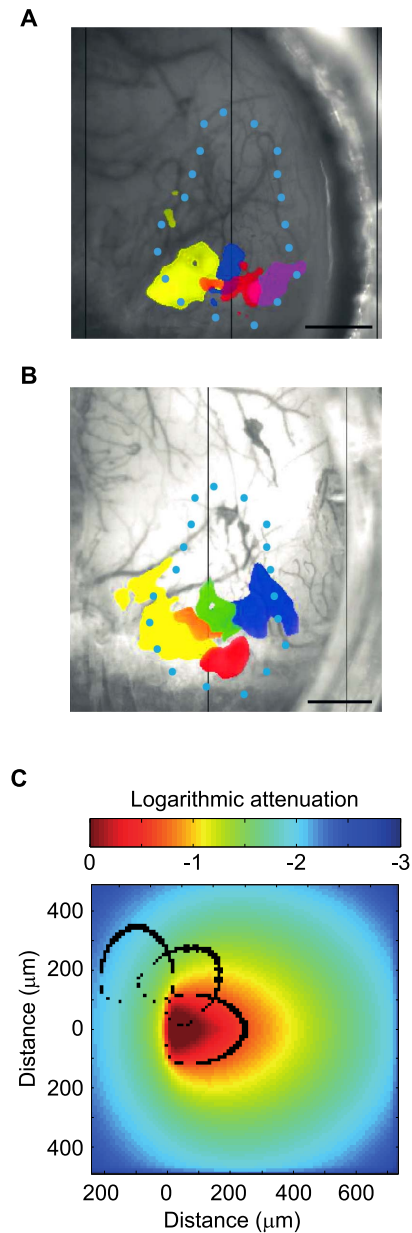 A
B
C
Logarithmic attenuation
0 -1 -2 -3
400
200
0
200
400
Distance (μm)
200 0 200 400 600
Distance (μm)